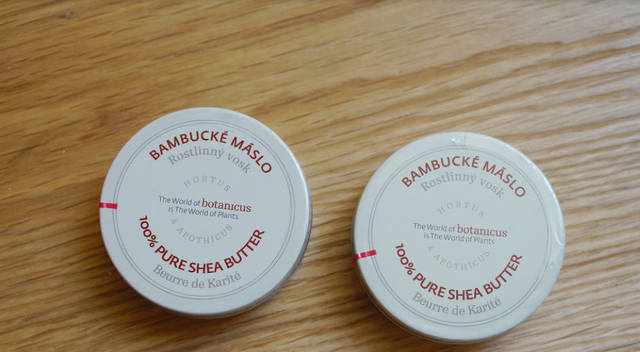 BAMBUCKÉ MÁSLO
Rostlinný vosk
HORTUS
The World of botanicus
is The World of Plants
& APOTHICUS
100% PURE SHEA BUTTER
Beurre de Karité
BAMBUCKÉ MÁSLO
Rostlinný vosk
HORTUS
The World of botanicus
is The World of Plants
& APOTHICUS
100% PURE SHEA BUTTER
Beurre de Karité